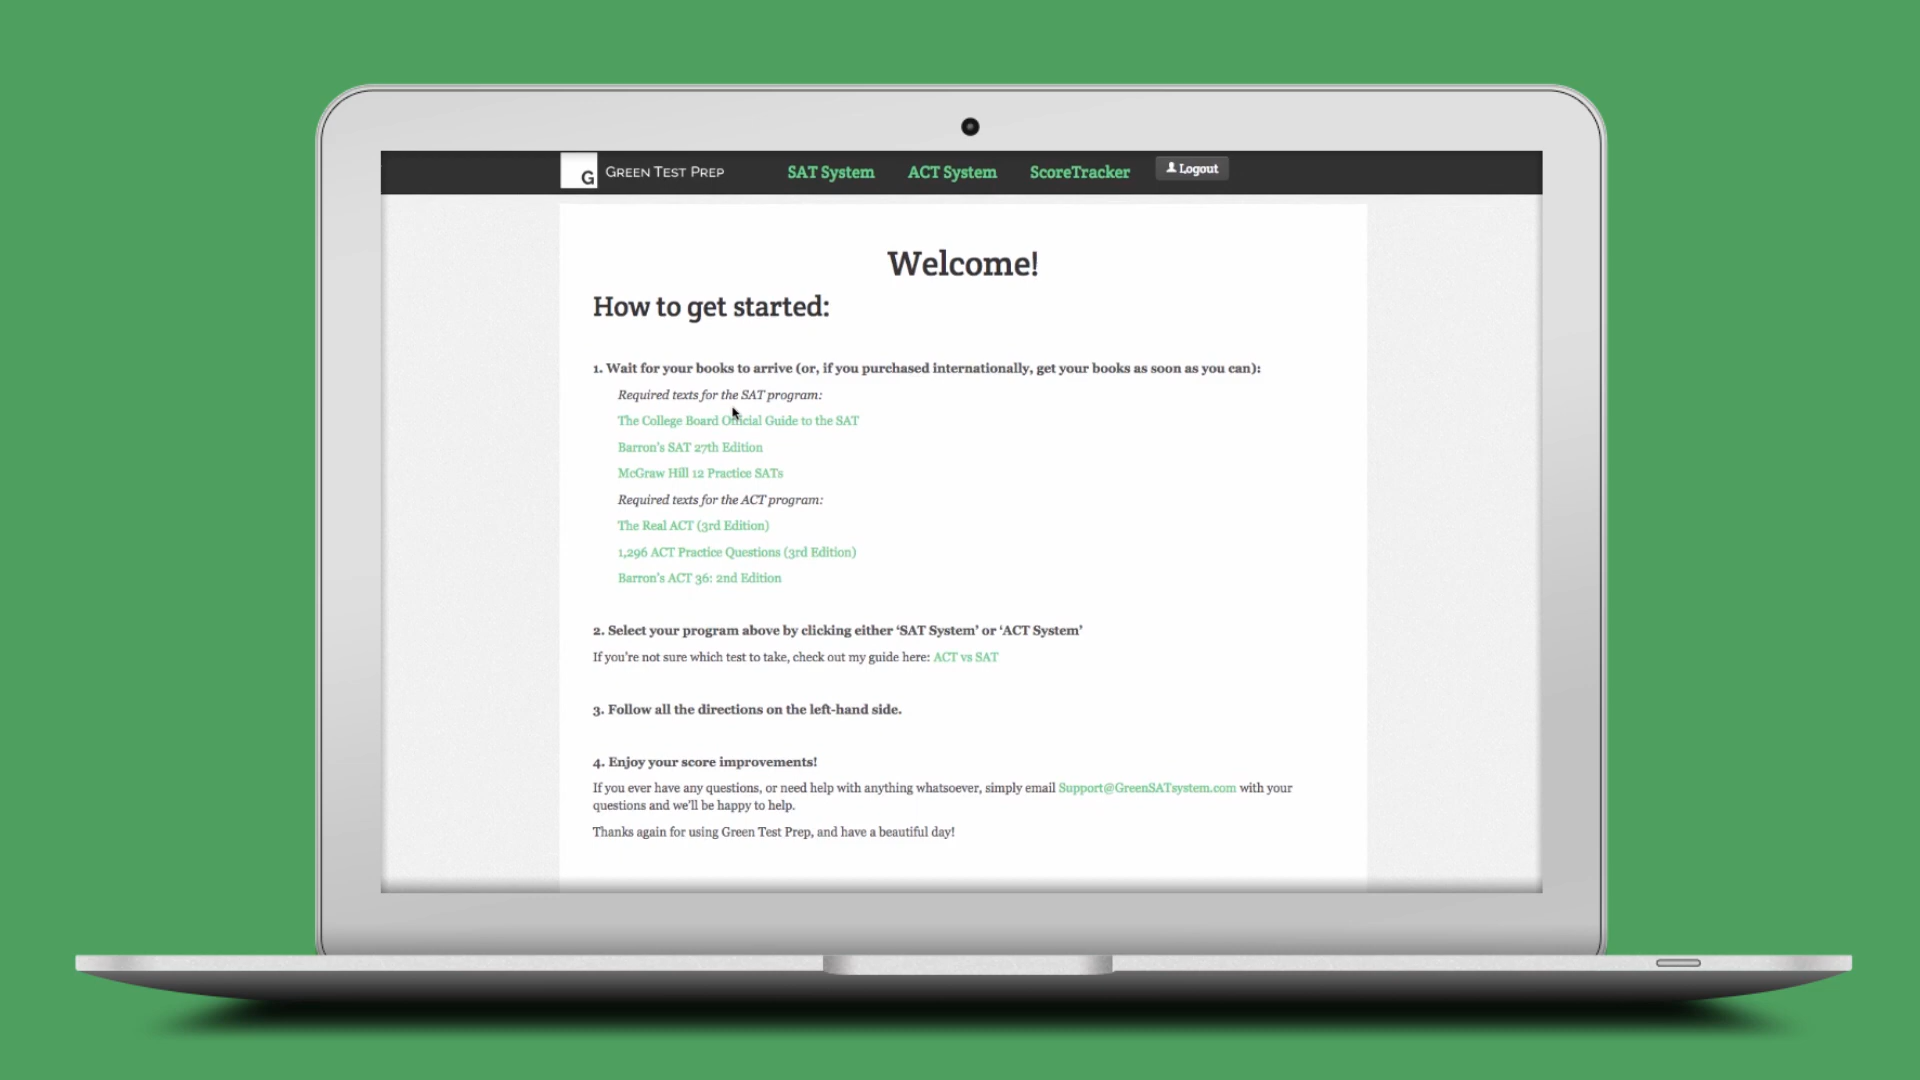 G GREEN TEST PREP SAT System ACT System ScoreTracker Logout
Welcome!
How to get started:
1. Wait for your books to arrive (or, if you purchased internationally, get your books as soon as you can):
Required texts for the SAT program:
The College Board Official Guide to the SAT
Barron's SAT 27th Edition
McGraw Hill 12 Practice SATs
Required texts for the ACT program:
The Real ACT (3rd Edition)
1,296 ACT Practice Questions (3rd Edition)
Barron's ACT 36: 2nd Edition
2. Select your program above by clicking either ‘SAT System’ or ‘ACT System’
If you're not sure which test to take, check out my guide here: ACT vs SAT
3. Follow all the directions on the left-hand side.
4. Enjoy your score improvements!
If you ever have any questions, or need help with anything whatsoever, simply email Support@GreenSATsystem.com with your
questions and we'll be happy to help.
Thanks again for using Green Test Prep, and have a beautiful day!